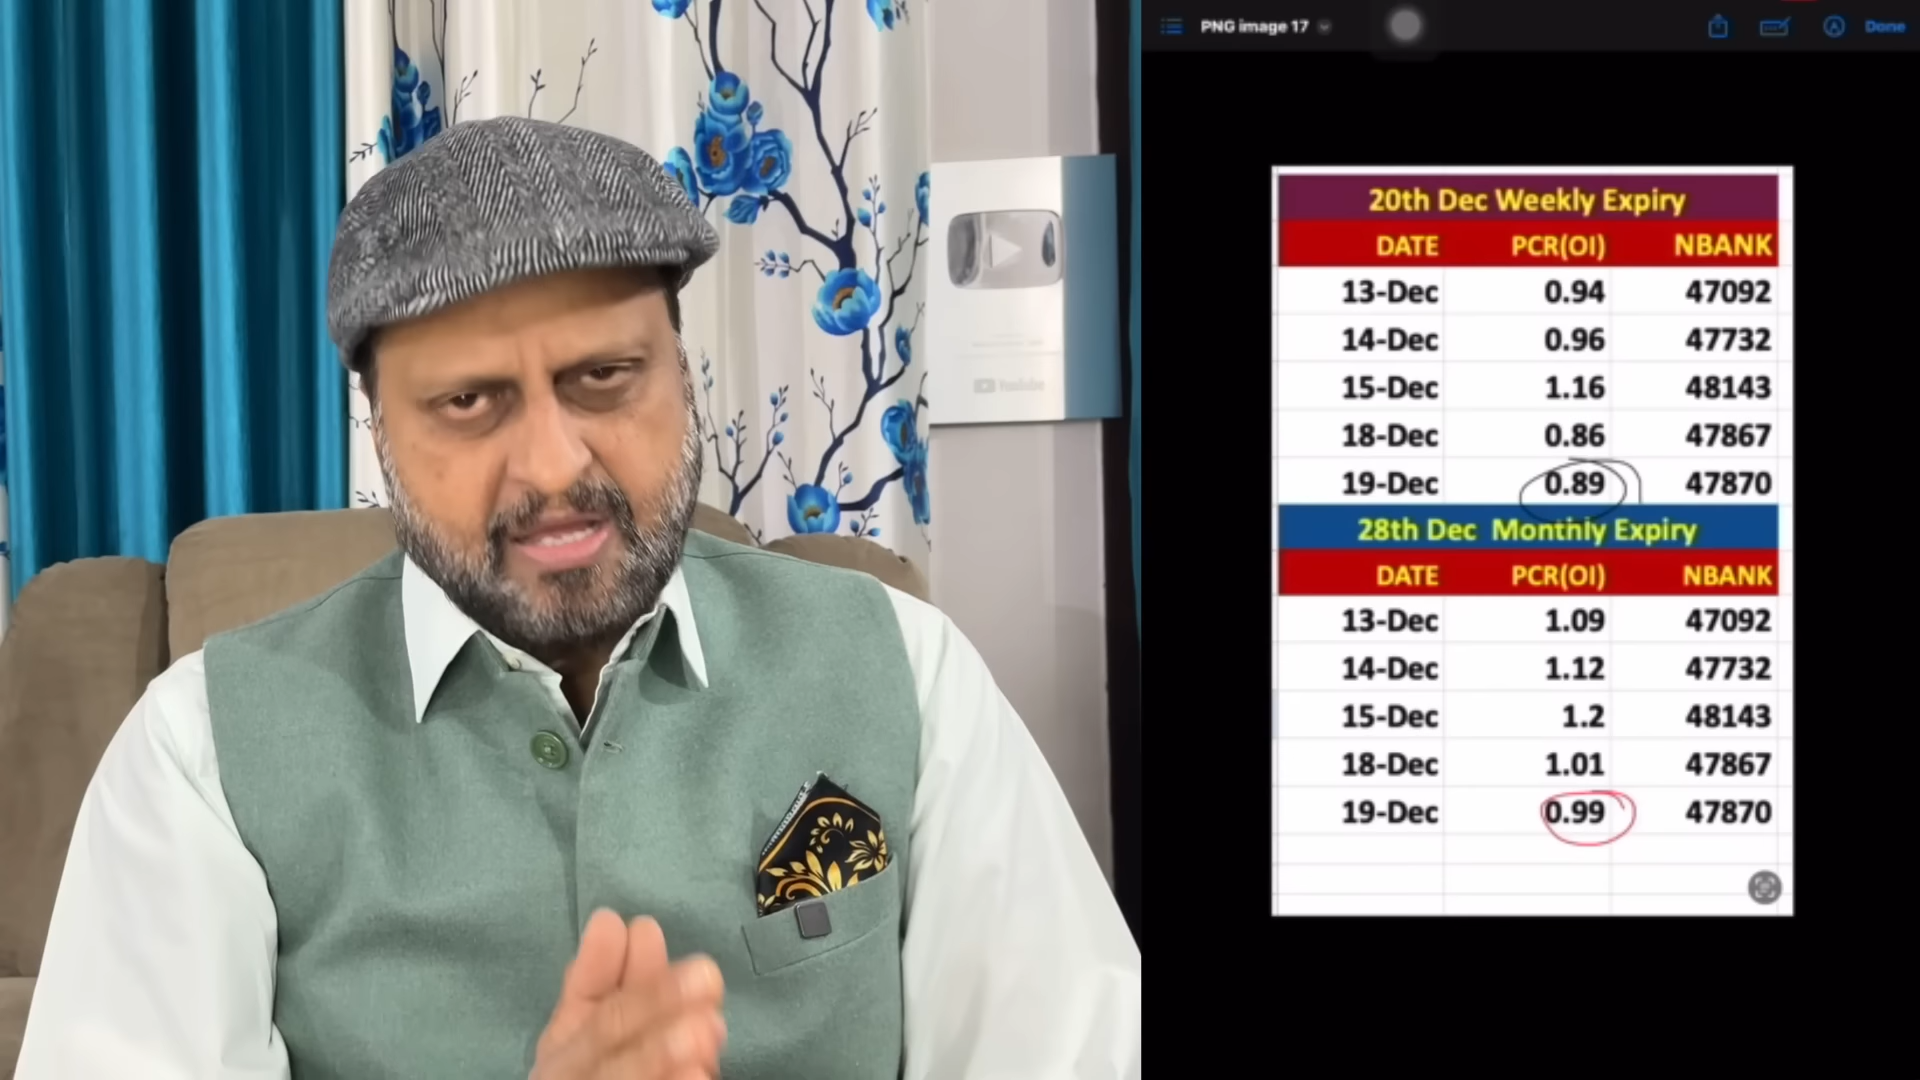 PNG image 17
Done
20th Dec Weekly Expiry
DATE PCR(OI) NBANK
13-Dec 0.94 47092
14-Dec 0.96 47732
15-Dec 1.16 48143
18-Dec 0.86 47867
19-Dec 0.89 47870
28th Dec Monthly Expiry
DATE PCR(OI) NBANK
13-Dec 1.09 47092
14-Dec 1.12 47732
15-Dec 1.2 48143
18-Dec 1.01 47867
19-Dec 0.99 47870
YouTube